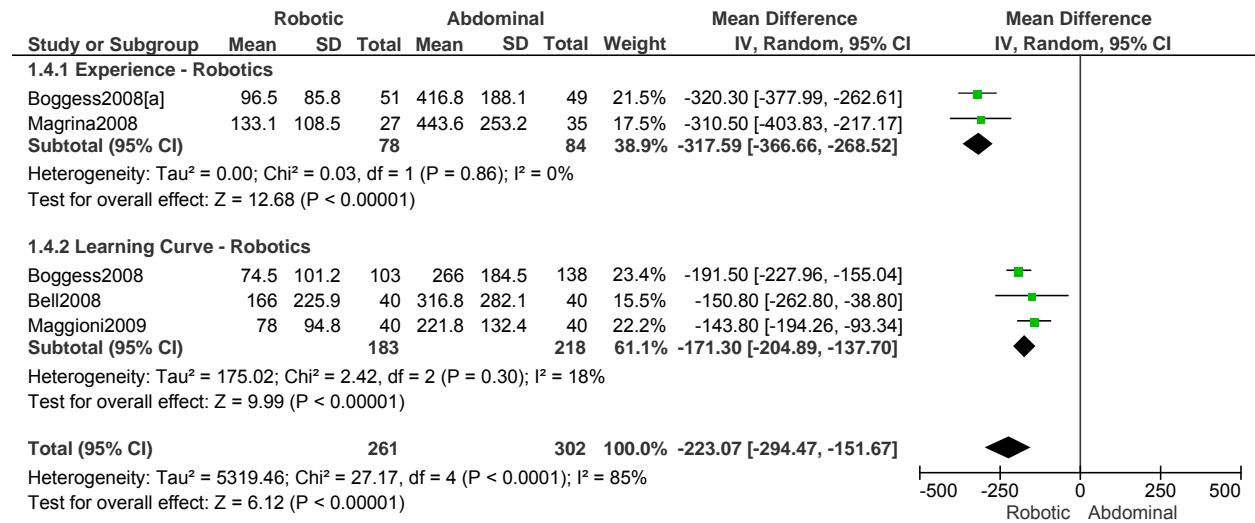 Robotic Abdominal Mean Difference Mean Difference
Study or Subgroup Mean SD Total Mean SD Total Weight IV, Random, 95% CI IV, Random, 95% CI
1.4.1 Experience - Robotics
Boggess2008[a] 96.5 85.8 51 416.8 188.1 49 21.5% -320.30 [-377.99, -262.61]
Magrina2008 133.1 108.5 27 443.6 253.2 35 17.5% -310.50 [-403.83, -217.17]
Subtotal (95% CI) 78 84 38.9% -317.59 [-366.66, -268.52]
Heterogeneity: Tau² = 0.00; Chi² = 0.03, df = 1 (P = 0.86); I² = 0%
Test for overall effect: Z = 12.68 (P < 0.00001)
1.4.2 Learning Curve - Robotics
Boggess2008 74.5 101.2 103 266 184.5 138 23.4% -191.50 [-227.96, -155.04]
Bell2008 166 225.9 40 316.8 282.1 40 15.5% -150.80 [-262.80, -38.80]
Maggioni2009 78 94.8 40 221.8 132.4 40 22.2% -143.80 [-194.26, -93.34]
Subtotal (95% CI) 183 218 61.1% -171.30 [-204.89, -137.70]
Heterogeneity: Tau² = 175.02; Chi² = 2.42, df = 2 (P = 0.30); I² = 18%
Test for overall effect: Z = 9.99 (P < 0.00001)
Total (95% CI) 261 302 100.0% -223.07 [-294.47, -151.67]
Heterogeneity: Tau² = 5319.46; Chi² = 27.17, df = 4 (P < 0.0001); I² = 85%
Test for overall effect: Z = 6.12 (P < 0.00001)
-500 -250 0 250 500
Robotic Abdominal